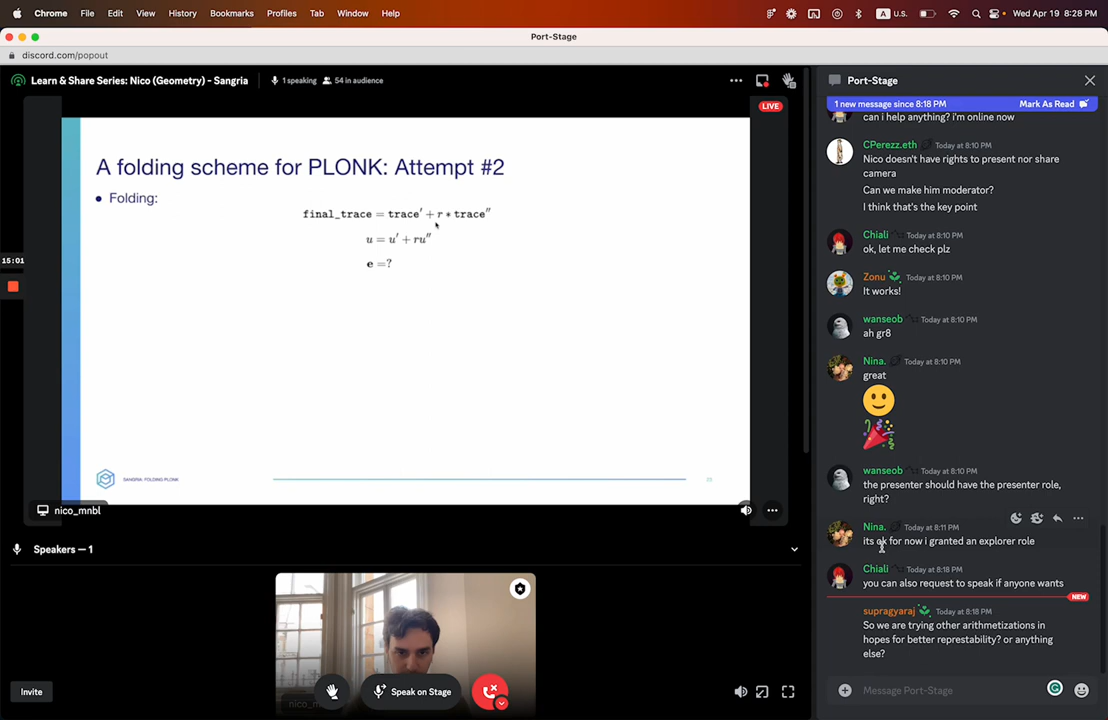 Chrome File Edit View History Bookmarks Profiles Tab Window Help
A U.S. Wed Apr 19 8:28 PM
Port-Stage
discord.com/popout
Learn & Share Series: Nico (Geometry) - Sangria 1 speaking 54 in audience
LIVE
A folding scheme for PLONK: Attempt #2
• Folding:
final_trace = trace′ + r ∗ trace″
u = u′ + ru″
e =?
SANGRIA: FOLDING PLONK
nico_mnbl
15:01
Speakers — 1
Invite
Speak on Stage
Port-Stage
1 new message since 8:18 PM Mark As Read
can i help anything? i'm online now
CPerezz.eth Today at 8:10 PM
Nico doesn't have rights to present nor share
camera
Can we make him moderator?
I think that's the key point
Chiali Today at 8:10 PM
ok, let me check plz
Zonu Today at 8:10 PM
It works!
wanseob Today at 8:10 PM
ah gr8
Nina. Today at 8:10 PM
great
wanseob Today at 8:10 PM
the presenter should have the presenter role,
right?
Nina. Today at 8:11 PM
its ok for now i granted an explorer role
Chiali Today at 8:18 PM
you can also request to speak if anyone wants
NEW
supragyaraj Today at 8:18 PM
So we are trying other arithmetizations in
hopes for better represtability? or anything
else?
Message Port-Stage